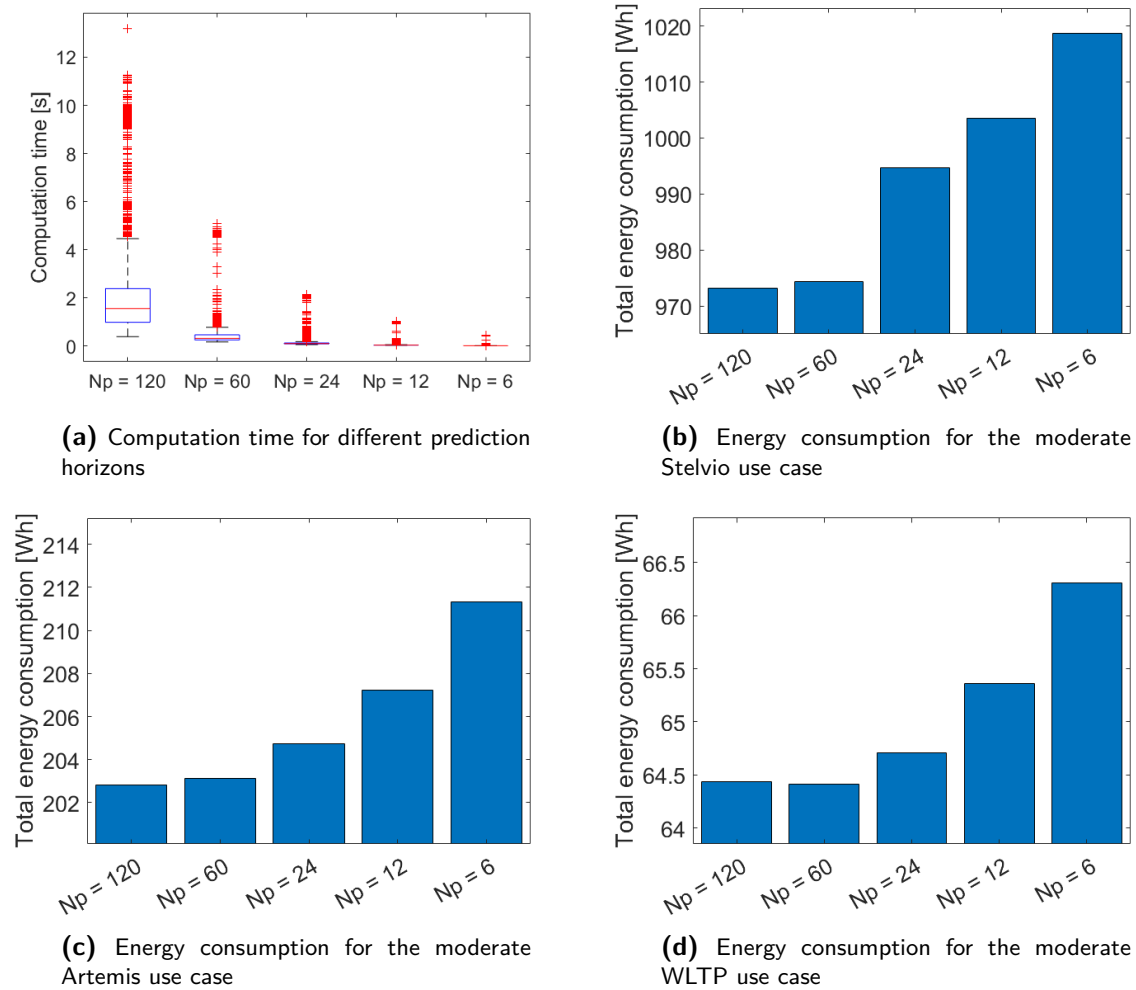 Computation time [s]
12
10
8
6
4
2
0
Np = 120 Np = 60 Np = 24 Np = 12 Np = 6
(a) Computation time for different prediction
horizons
Total energy consumption [Wh]
1020
1010
1000
990
980
970
Np = 120 Np = 60 Np = 24 Np = 12 Np = 6
(b) Energy consumption for the moderate
Stelvio use case
Total energy consumption [Wh]
214
212
210
208
206
204
202
Np = 120 Np = 60 Np = 24 Np = 12 Np = 6
(c) Energy consumption for the moderate
Artemis use case
Total energy consumption [Wh]
66.5
66
65.5
65
64.5
64
Np = 120 Np = 60 Np = 24 Np = 12 Np = 6
(d) Energy consumption for the moderate
WLTP use case